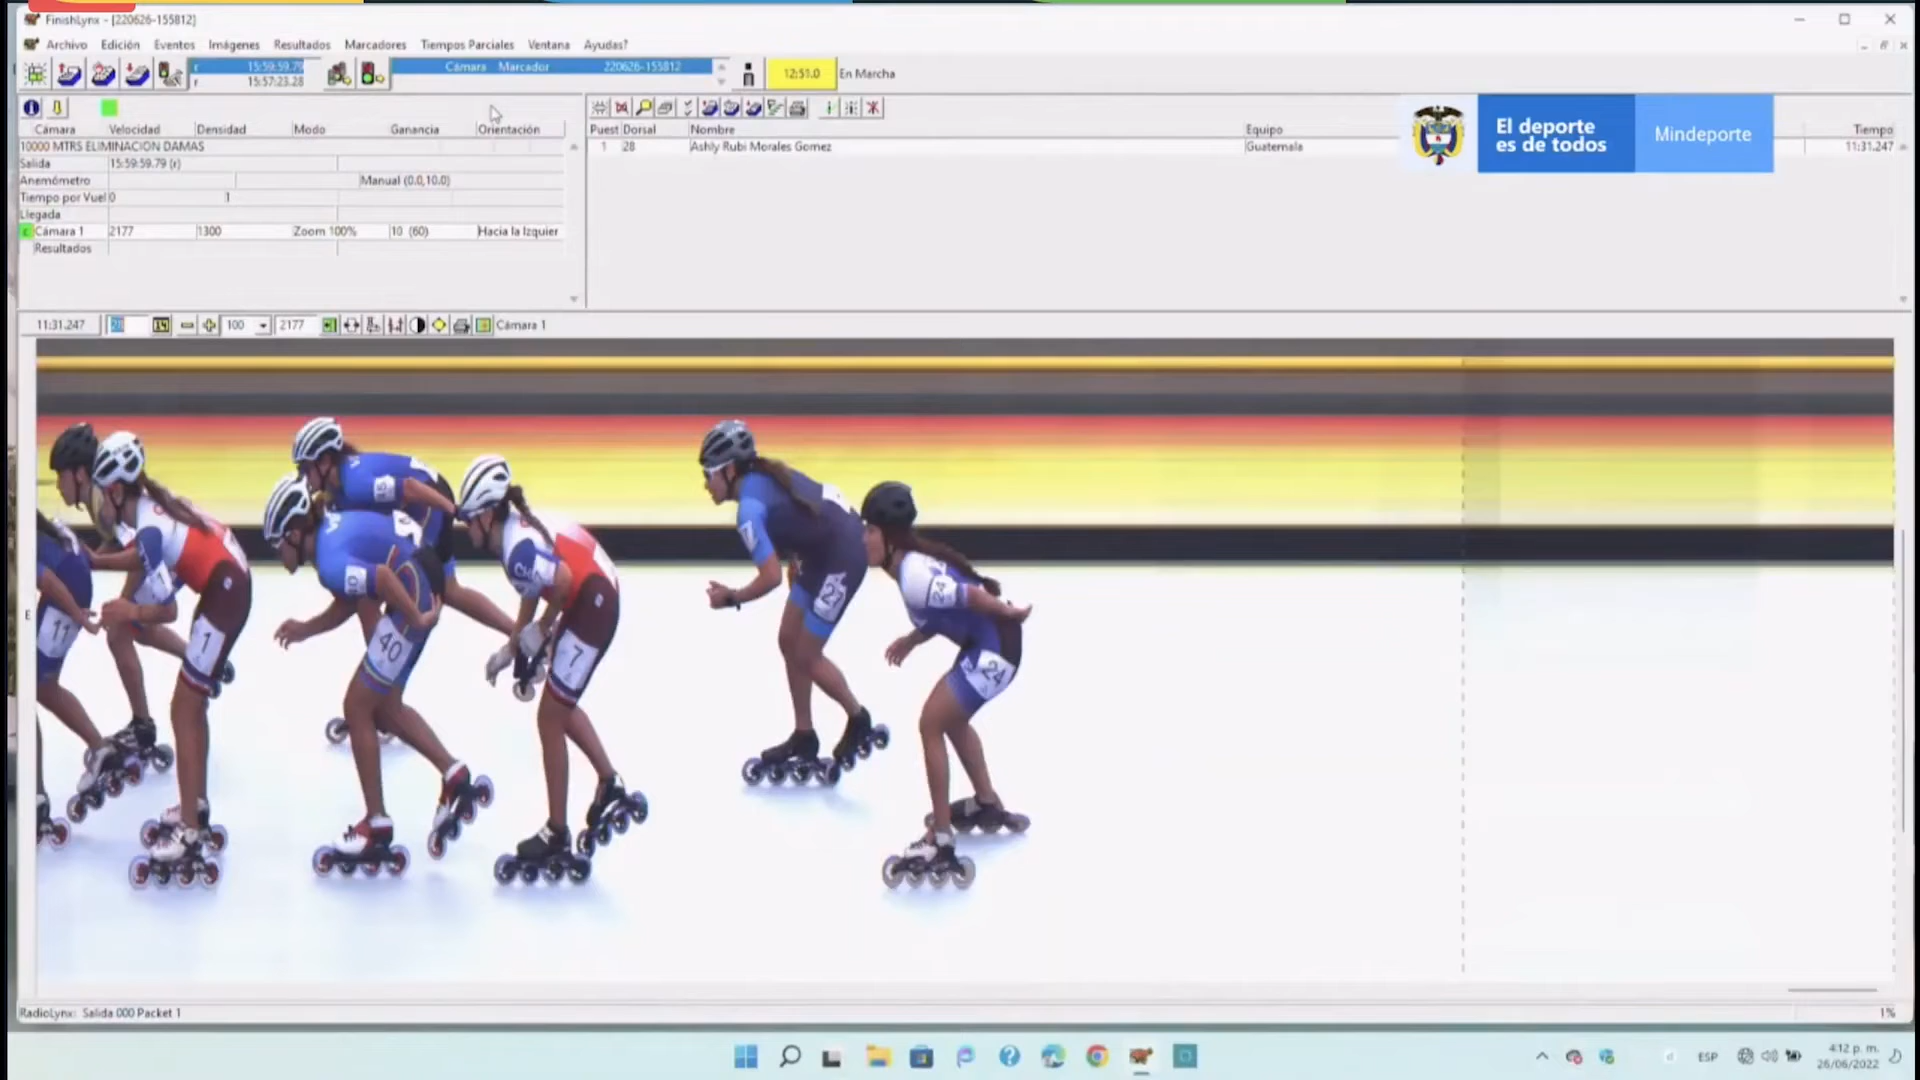 FinishLynx - [220626-155812]
Archivo Edición Eventos Imágenes Resultados Marcadores Tiempos Parciales Ventana Ayudas?
15:59:59.79
15:57:23.28
Cámara Marcador 220626-155812
12:51.0 En Marcha
Cámara Velocidad Densidad Modo Ganancia Orientación
10000 MTRS ELIMINACION DAMAS
Salida 15:59:59.79 (r)
Anemómetro Manual (0.0,10.0)
Tiempo por Vuel 0 1
Llegada
Cámara 1 2177 1300 Zoom 100% 10 (60) Hacia la Izquier
Resultados
Puest Dorsal Nombre Equipo Tiempo
1 28 Ashly Rubi Morales Gomez Guatemala 11:31.247
El deporte
es de todos
Mindeporte
11:31.247 100 2177 Cámara 1
E
11
1
40
7
27
24
24
RadioLynx: Salida 000 Packet 1
1%
ESP
4:12 p. m.
26/06/2022